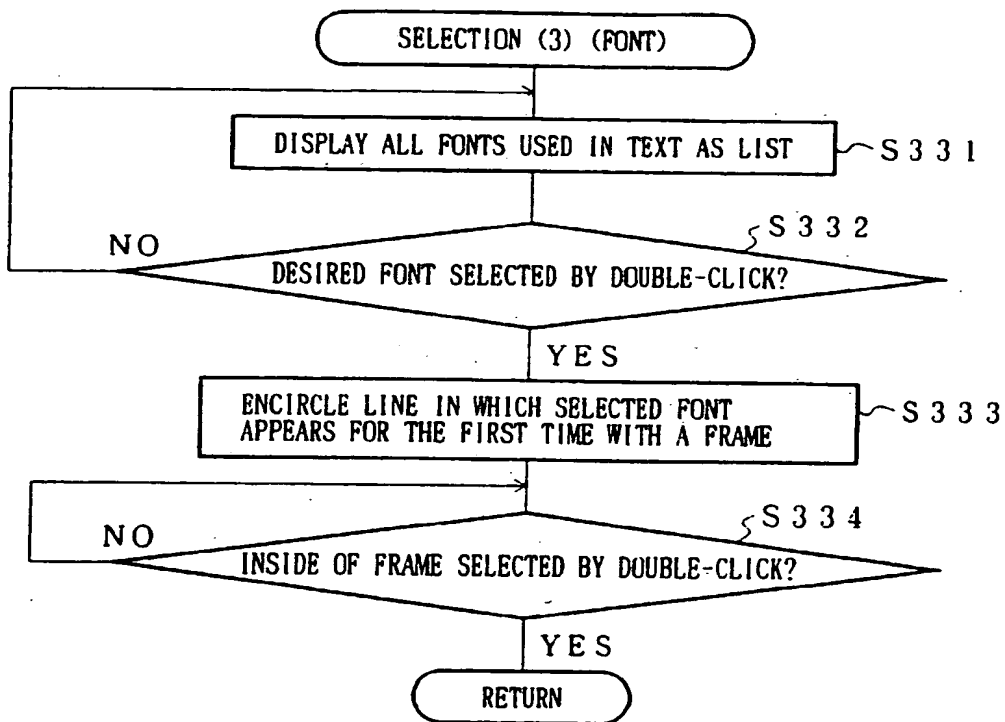 SELECTION (3) (FONT)
DISPLAY ALL FONTS USED IN TEXT AS LIST
S331
S332
NO
DESIRED FONT SELECTED BY DOUBLE-CLICK?
YES
ENCIRCLE LINE IN WHICH SELECTED FONT
APPEARS FOR THE FIRST TIME WITH A FRAME
S333
S334
NO
INSIDE OF FRAME SELECTED BY DOUBLE-CLICK?
YES
RETURN